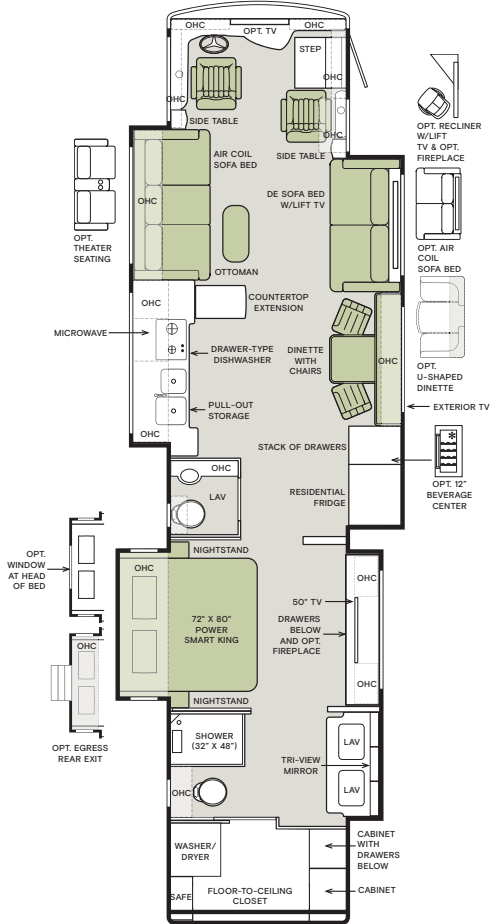 OHC
OPT. TV
OHC
STEP
OHC
OHC
SIDE TABLE
OHC
SIDE TABLE
OPT. RECLINER
W/LIFT
TV & OPT.
FIREPLACE
AIR COIL
SOFA BED
OHC
DE SOFA BED
W/LIFT TV
OPT.
THEATER
SEATING
OPT. AIR
COIL
SOFA BED
OTTOMAN
OHC
COUNTERTOP
EXTENSION
MICROWAVE
DRAWER-TYPE
DISHWASHER
DINETTE
WITH
CHAIRS
OHC
OPT.
U-SHAPED
DINETTE
PULL-OUT
STORAGE
EXTERIOR TV
OHC
STACK OF DRAWERS
OHC
LAV
RESIDENTIAL
FRIDGE
OPT. 12"
BEVERAGE
CENTER
NIGHTSTAND
OPT.
WINDOW
AT HEAD
OF BED
OHC
72" X 80"
POWER
SMART KING
OHC
50" TV
DRAWERS
BELOW
AND OPT.
FIREPLACE
OHC
OHC
NIGHTSTAND
OPT. EGRESS
REAR EXIT
SHOWER
(32" X 48")
LAV
TRI-VIEW
MIRROR
LAV
OHC
WASHER/
DRYER
CABINET
WITH
DRAWERS
BELOW
SAFE
FLOOR-TO-CEILING
CLOSET
CABINET